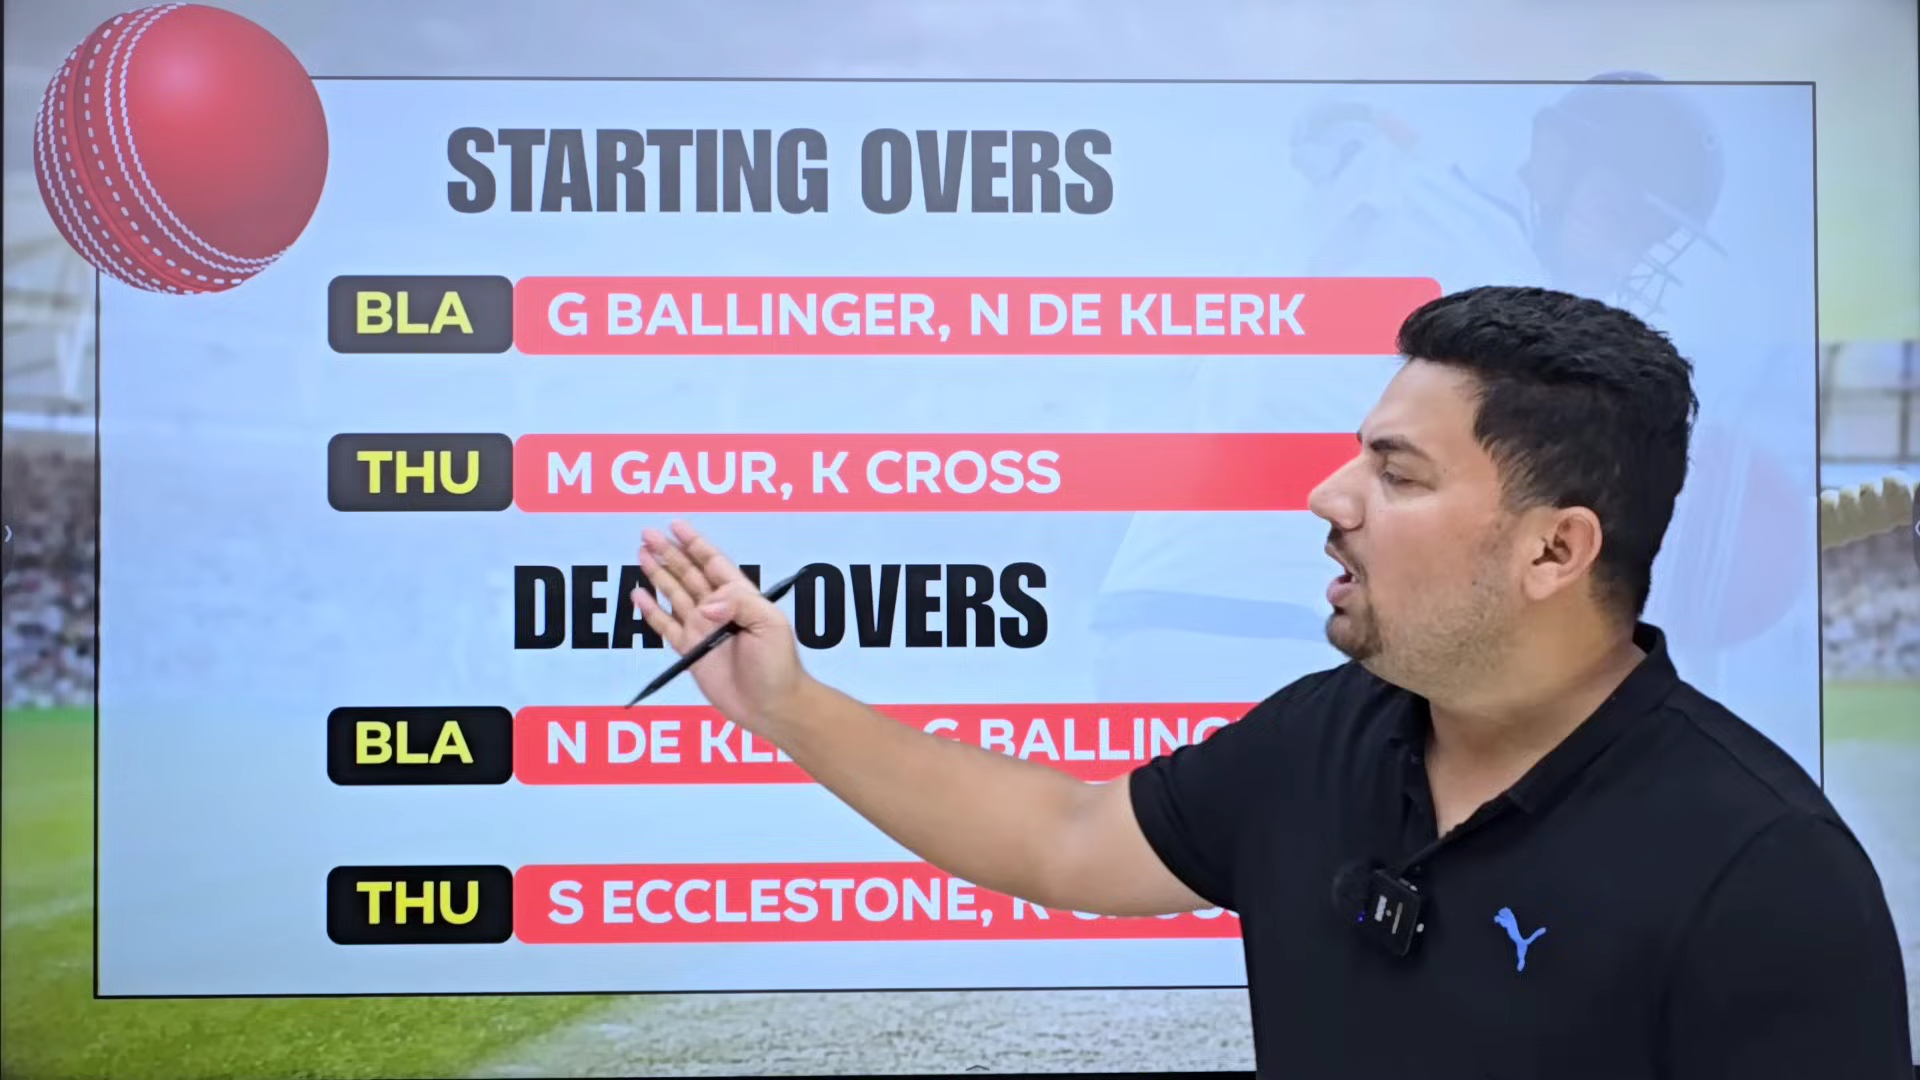 STARTING OVERS
BLA G BALLINGER, N DE KLERK
THU M GAUR, K CROSS
OVERS
BLA N DE
THU S ECCLESTONE,